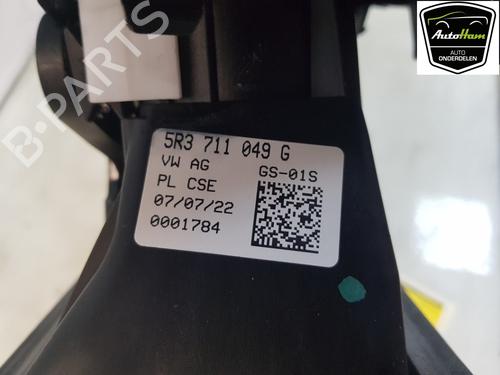 AutoHam
AUTO
ONDERDELEN
B-PARTS
5R3 711 049 G
VW AG GS-01S
PL CSE
07/07/22
0001784